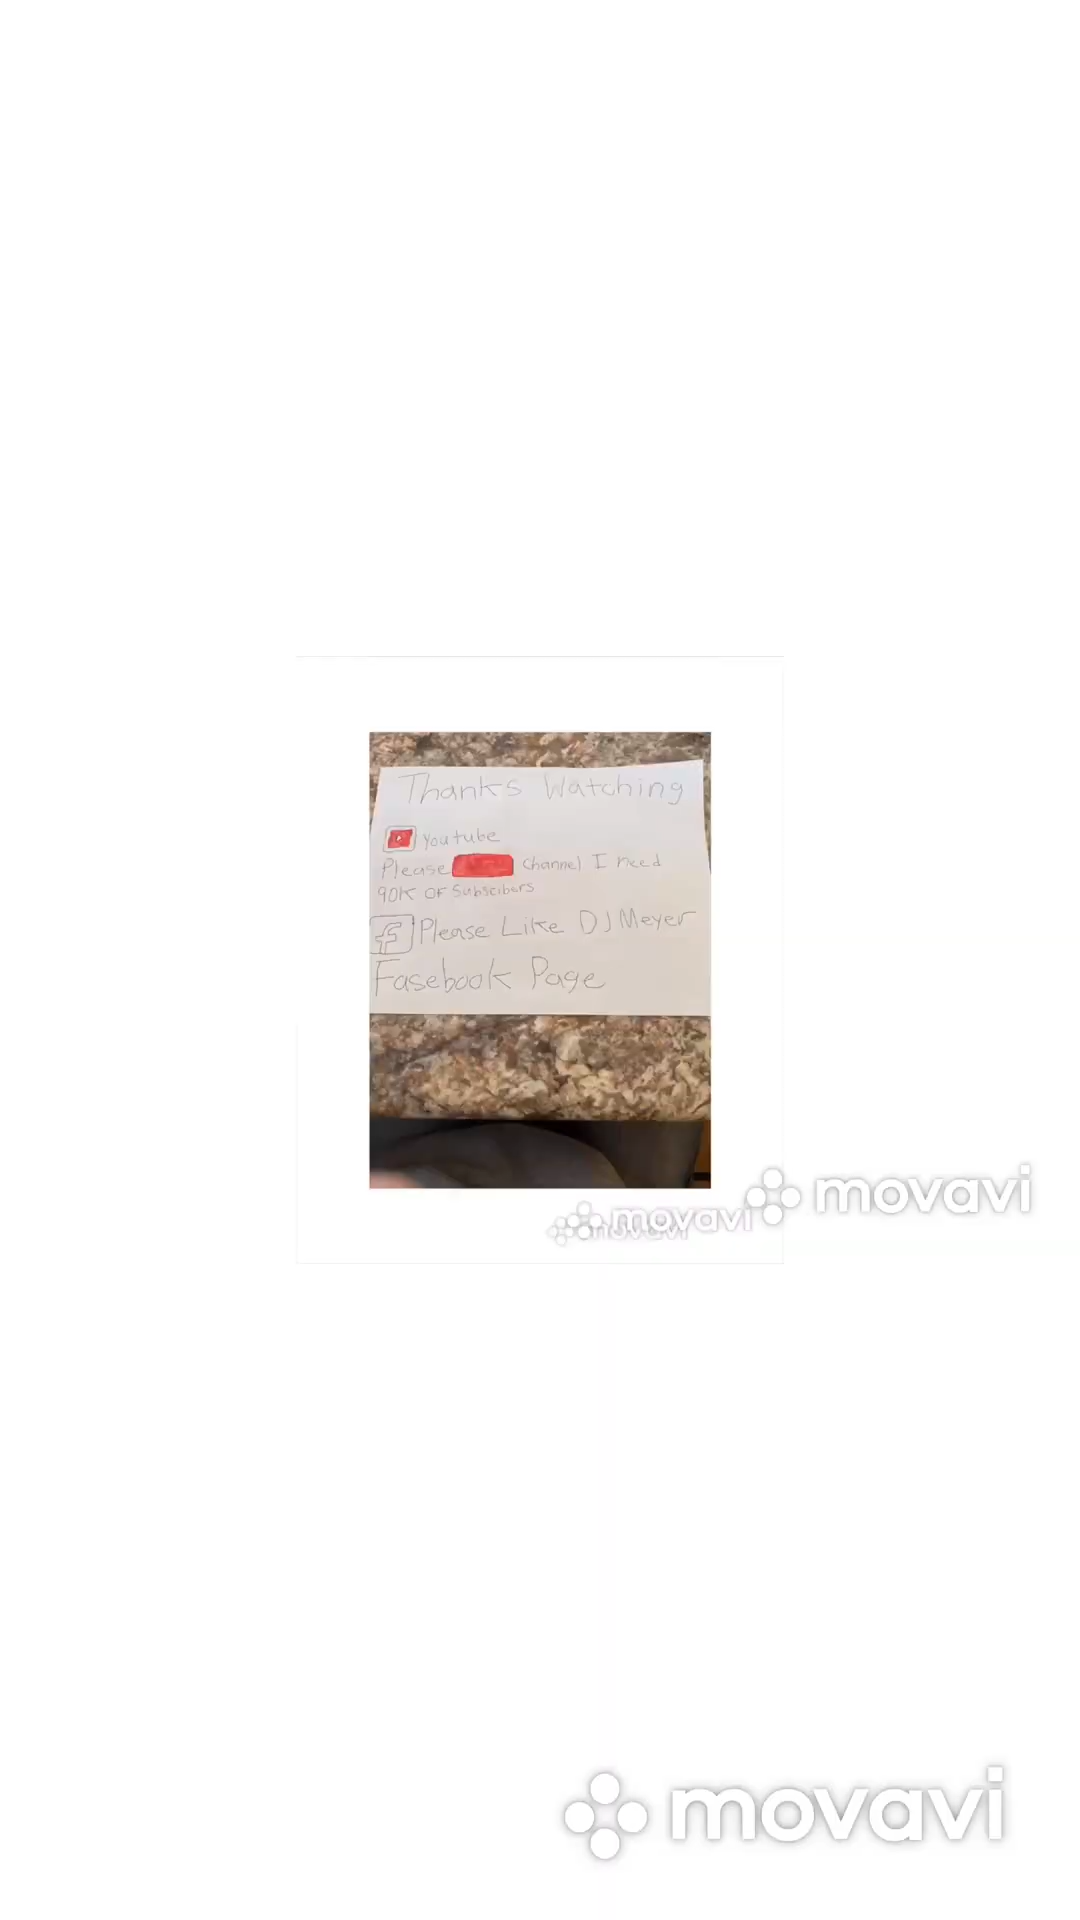 Thanks Watching
Youtube
Please Channel I need
90K OF Subscibers
f Please Like DJ Meyer
Fasebook Page
movavi
movavi
movavi